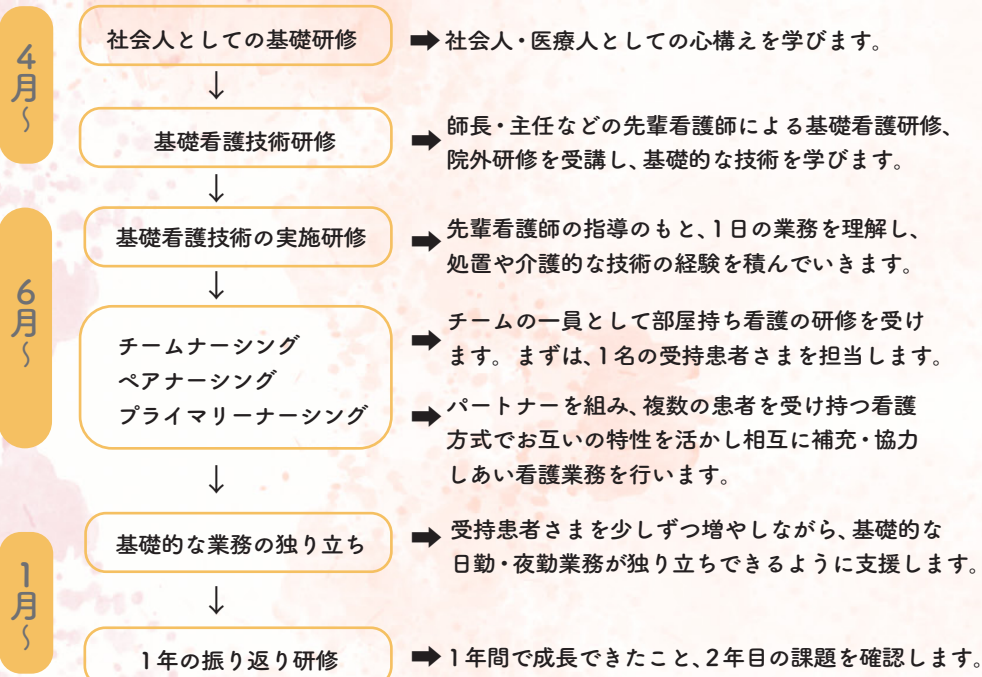 4月～
社会人としての基礎研修
➡社会人・医療人としての心構えを学びます。
↓
基礎看護技術研修
➡師長・主任などの先輩看護師による基礎看護研修、
院外研修を受講し、基礎的な技術を学びます。
↓
6月～
基礎看護技術の実施研修
➡先輩看護師の指導のもと、1日の業務を理解し、
処置や介護的な技術の経験を積んでいきます。
↓
チームナーシング
ペアナーシング
プライマリーナーシング
➡チームの一員として部屋持ち看護の研修を受け
ます。まずは、1名の受持患者さまを担当します。
➡パートナーを組み、複数の患者を受け持つ看護
方式でお互いの特性を活かし相互に補充・協力
しあい看護業務を行います。
↓
1月～
基礎的な業務の独り立ち
➡受持患者さまを少しずつ増やしながら、基礎的な
日勤・夜勤業務が独り立ちできるように支援します。
↓
1年の振り返り研修
➡1年間で成長できたこと、2年目の課題を確認します。